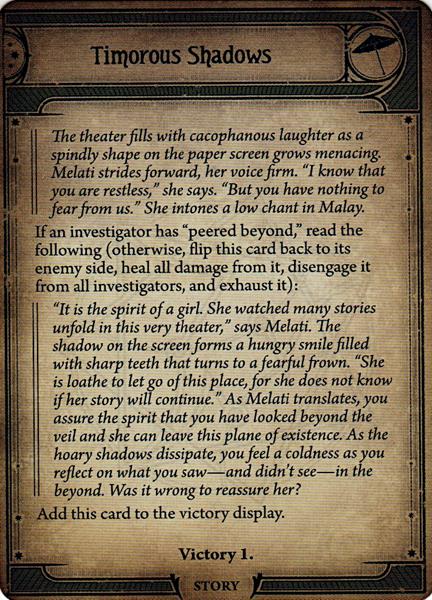 Timorous Shadows
The theater fills with cacophanous laughter as a
spindly shape on the paper screen grows menacing.
Melati strides forward, her voice firm. “I know that
you are restless,” she says. “But you have nothing to
fear from us.” She intones a low chant in Malay.
If an investigator has “peered beyond,” read the
following (otherwise, flip this card back to its
enemy side, heal all damage from it, disengage it
from all investigators, and exhaust it):
“It is the spirit of a girl. She watched many stories
unfold in this very theater,” says Melati. The
shadow on the screen forms a hungry smile filled
with sharp teeth that turns to a fearful frown. “She
is loathe to let go of this place, for she does not know
if her story will continue.” As Melati translates, you
assure the spirit that you have looked beyond the
veil and she can leave this plane of existence. As the
hoary shadows dissipate, you feel a coldness as you
reflect on what you saw—and didn’t see—in the
beyond. Was it wrong to reassure her?
Add this card to the victory display.
Victory 1.
STORY